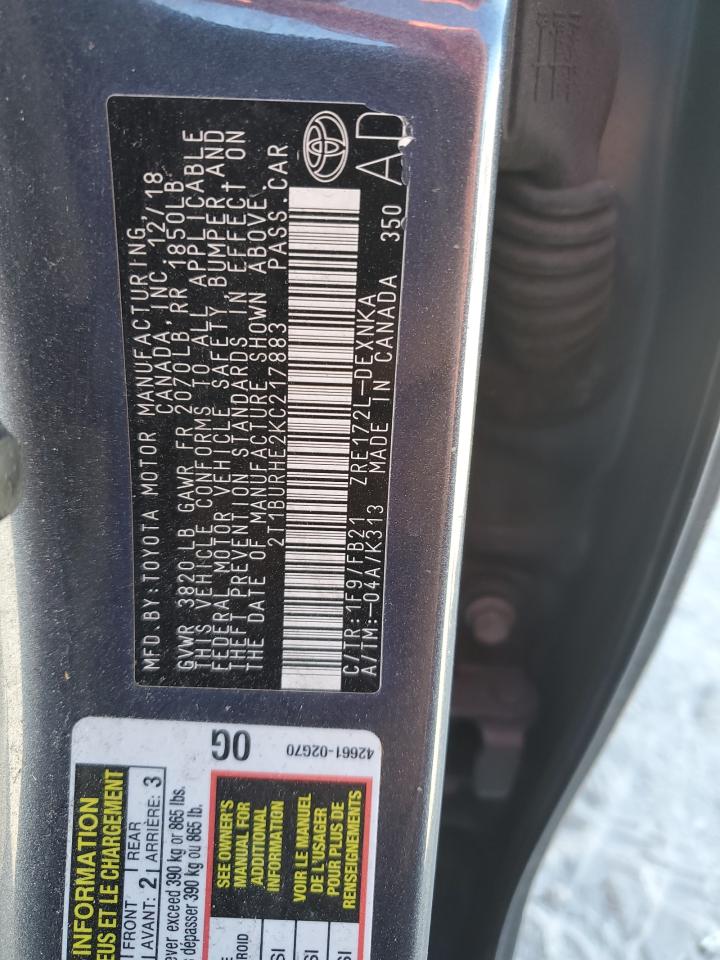 MFD. BY: TOYOTA MOTOR MANUFACTURING,
CANADA, INC. 12/18
GVWR 3820 LB GAWR FR 2070LB, RR 1850LB
THIS VEHICLE CONFORMS TO ALL APPLICABLE
FEDERAL MOTOR VEHICLE SAFETY, BUMPER, AND
THEFT PREVENTION STANDARDS IN EFFECT ON
THE DATE OF MANUFACTURE SHOWN ABOVE.
2T1BURHE2KC217883 PASS. CAR
C/TR: 1F9/FB21 ZRE172L-DEXNKA
A/TM:-04A/K313 MADE IN CANADA 350
AD
INFORMATION
EUS ET LE CHARGEMENT
FRONT REAR
AVANT: 2 ARRIÈRE: 3
ever exceed 390 kg or 865 lbs.
dépasser 390 kg ou 865 lb.
OG
42661-02G70
SEE OWNER'S
MANUAL FOR
ADDITIONAL
INFORMATION
VOIR LE MANUEL
DE L'USAGER
POUR PLUS DE
RENSEIGNEMENTS